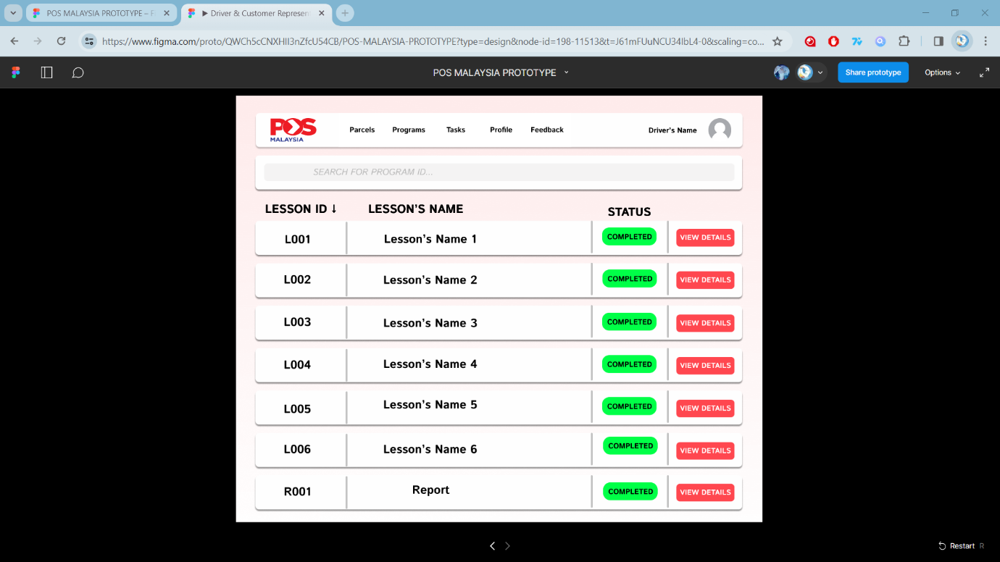 POS MALAYSIA PROTOTYPE – F
▶ Driver & Customer Represen
https://www.figma.com/proto/QWCh5cCNXHII3nZfcU54CB/POS-MALAYSIA-PROTOTYPE?type=design&node-id=198-11513&t=J61mFUuNCU34IbL4-0&scaling=co...
POS MALAYSIA PROTOTYPE
Share prototype
Options
POS
MALAYSIA
Parcels Programs Tasks Profile Feedback Driver's Name
SEARCH FOR PROGRAM ID...
LESSON ID ↓ LESSON'S NAME STATUS
L001 Lesson's Name 1 COMPLETED VIEW DETAILS
L002 Lesson's Name 2 COMPLETED VIEW DETAILS
L003 Lesson's Name 3 COMPLETED VIEW DETAILS
L004 Lesson's Name 4 COMPLETED VIEW DETAILS
L005 Lesson's Name 5 COMPLETED VIEW DETAILS
L006 Lesson's Name 6 COMPLETED VIEW DETAILS
R001 Report COMPLETED VIEW DETAILS
Restart R